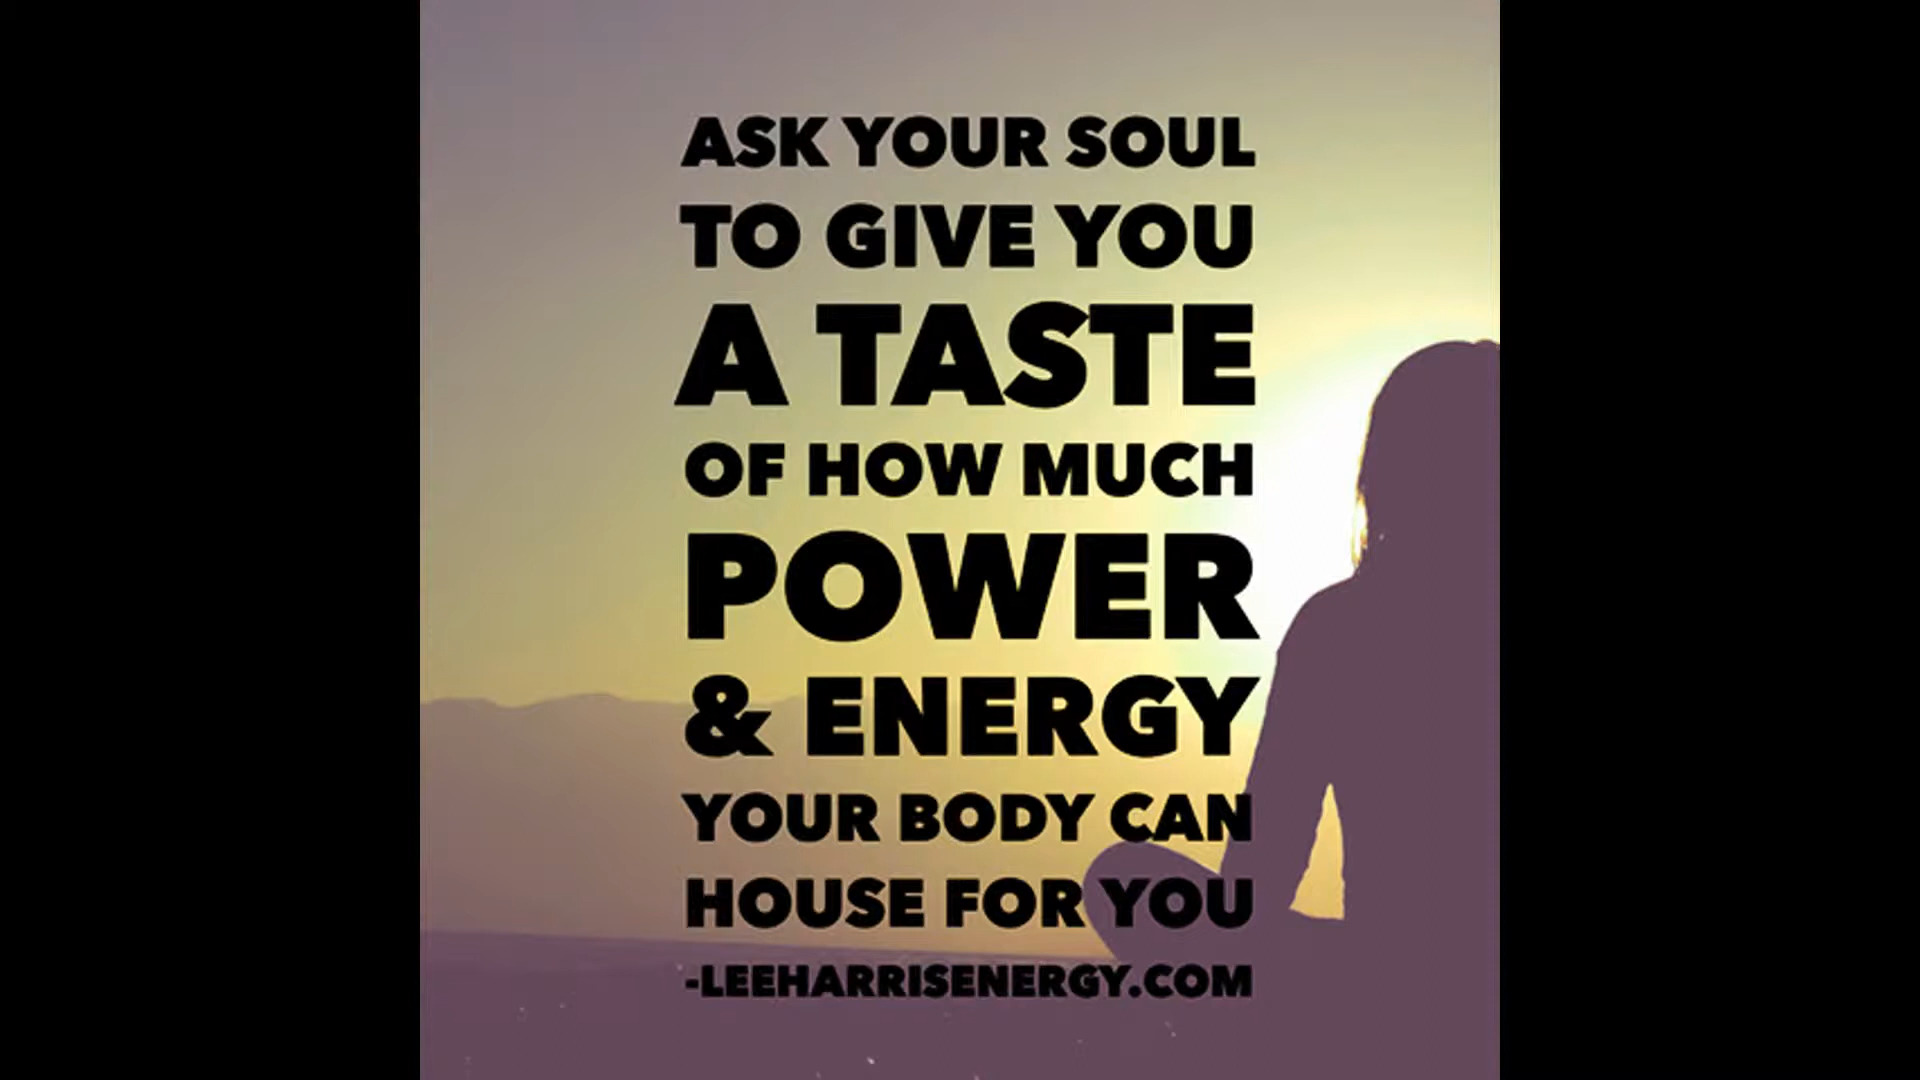 ASK YOUR SOUL
TO GIVE YOU
A TASTE
OF HOW MUCH
POWER
& ENERGY
YOUR BODY CAN
HOUSE FOR YOU
-LEEHARRISENERGY.COM